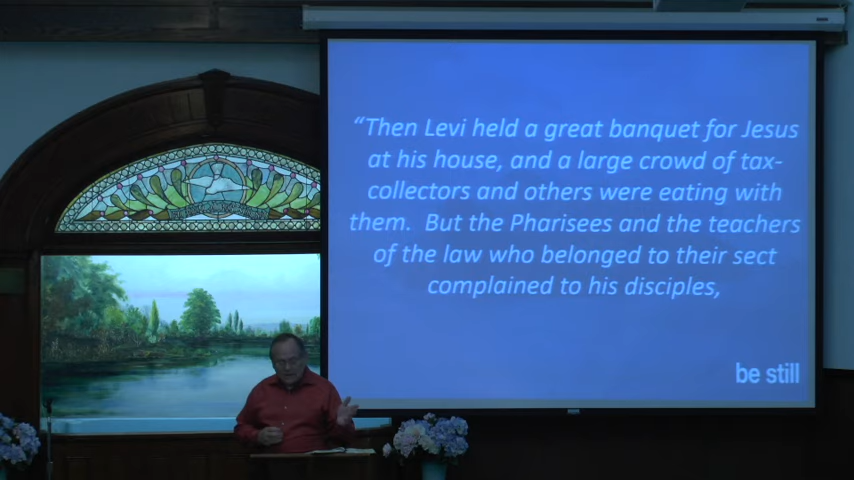 “Then Levi held a great banquet for Jesus
at his house, and a large crowd of tax-
collectors and others were eating with
them.  But the Pharisees and the teachers
of the law who belonged to their sect
complained to his disciples,
be still